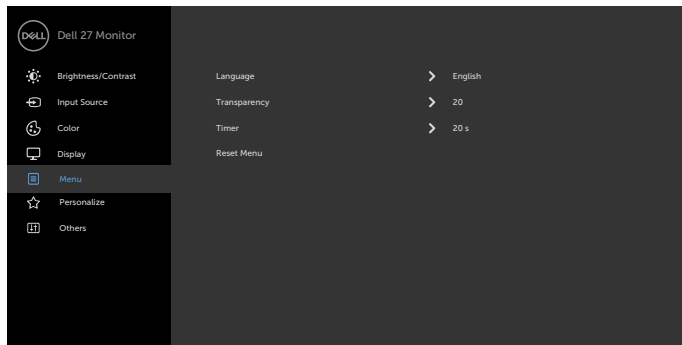 DELL Dell 27 Monitor
Brightness/Contrast
Input Source
Color
Display
Menu
Personalize
Others
Language English
Transparency 20
Timer 20 s
Reset Menu